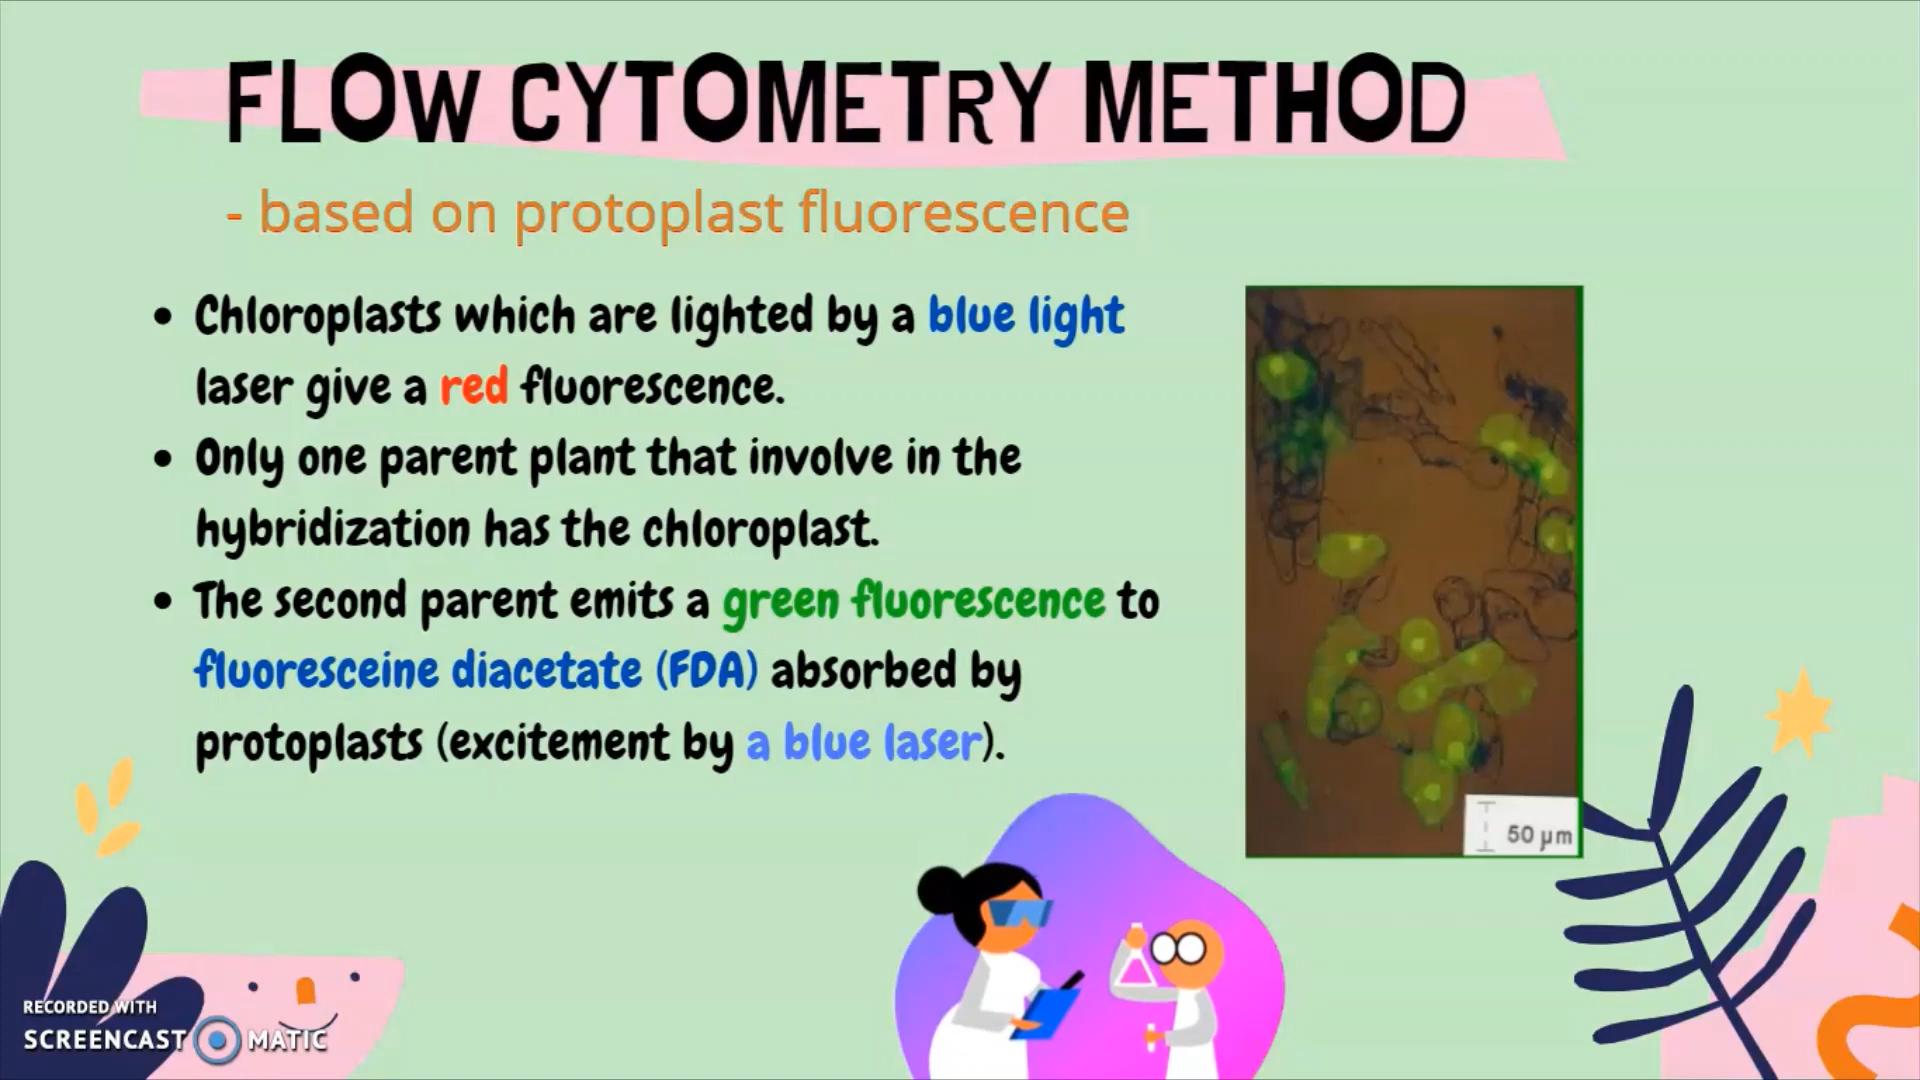 FLOW CYTOMETRY METHOD
- based on protoplast fluorescence
• Chloroplasts which are lighted by a blue light
laser give a red fluorescence.
• Only one parent plant that involve in the
hybridization has the chloroplast.
• The second parent emits a green fluorescence to
fluoresceine diacetate (FDA) absorbed by
protoplasts (excitement by a blue laser).
50 µm
RECORDED WITH
SCREENCAST MATIC